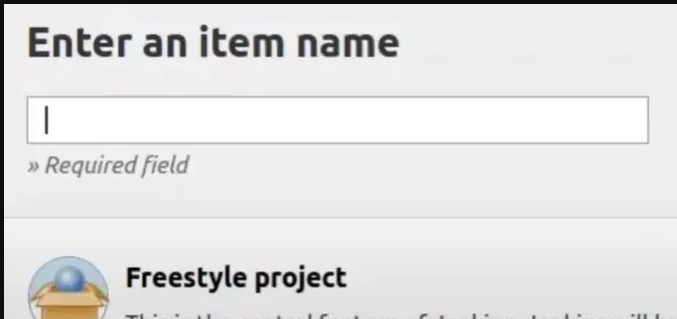 Enter an item name
» Required field
Freestyle project